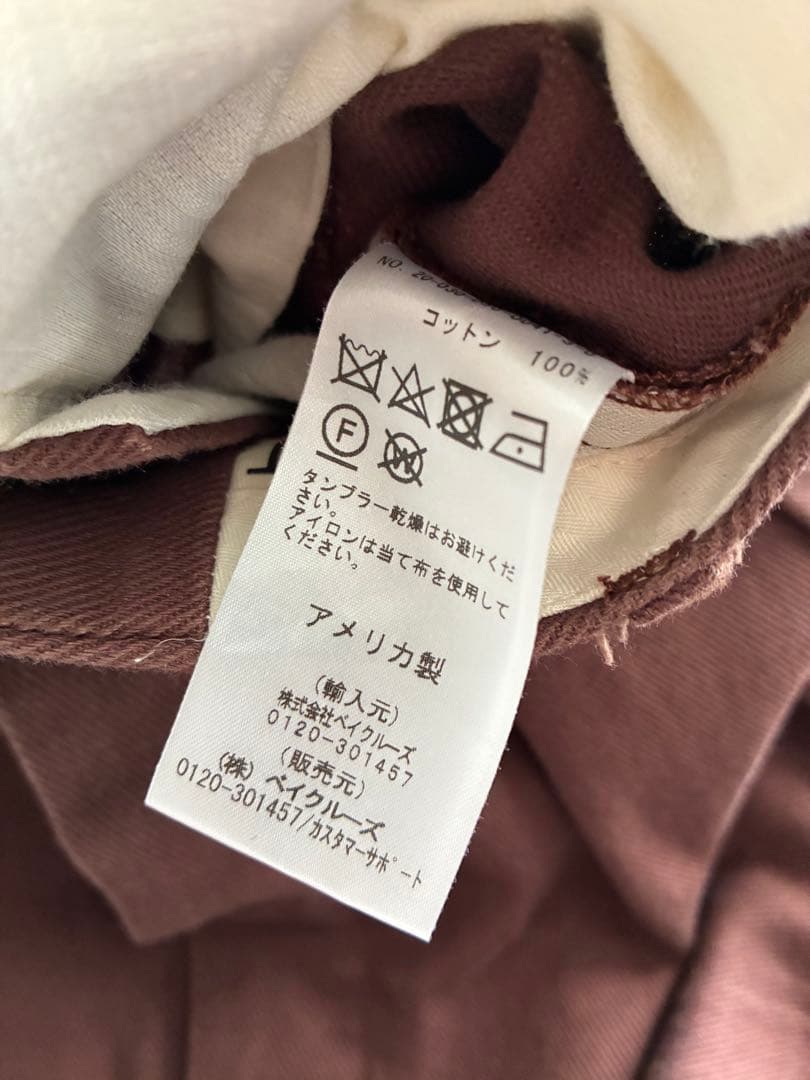 コットン 100%
F
W
タンブラー乾燥はお避けくだ
さい。
アイロンは当て布を使用して
ください。
アメリカ製
(輸入元)
株式会社ベイクルーズ
0120-301457
(販売元)
(株) ベイクルーズ
0120-301457/カスタマーサポート